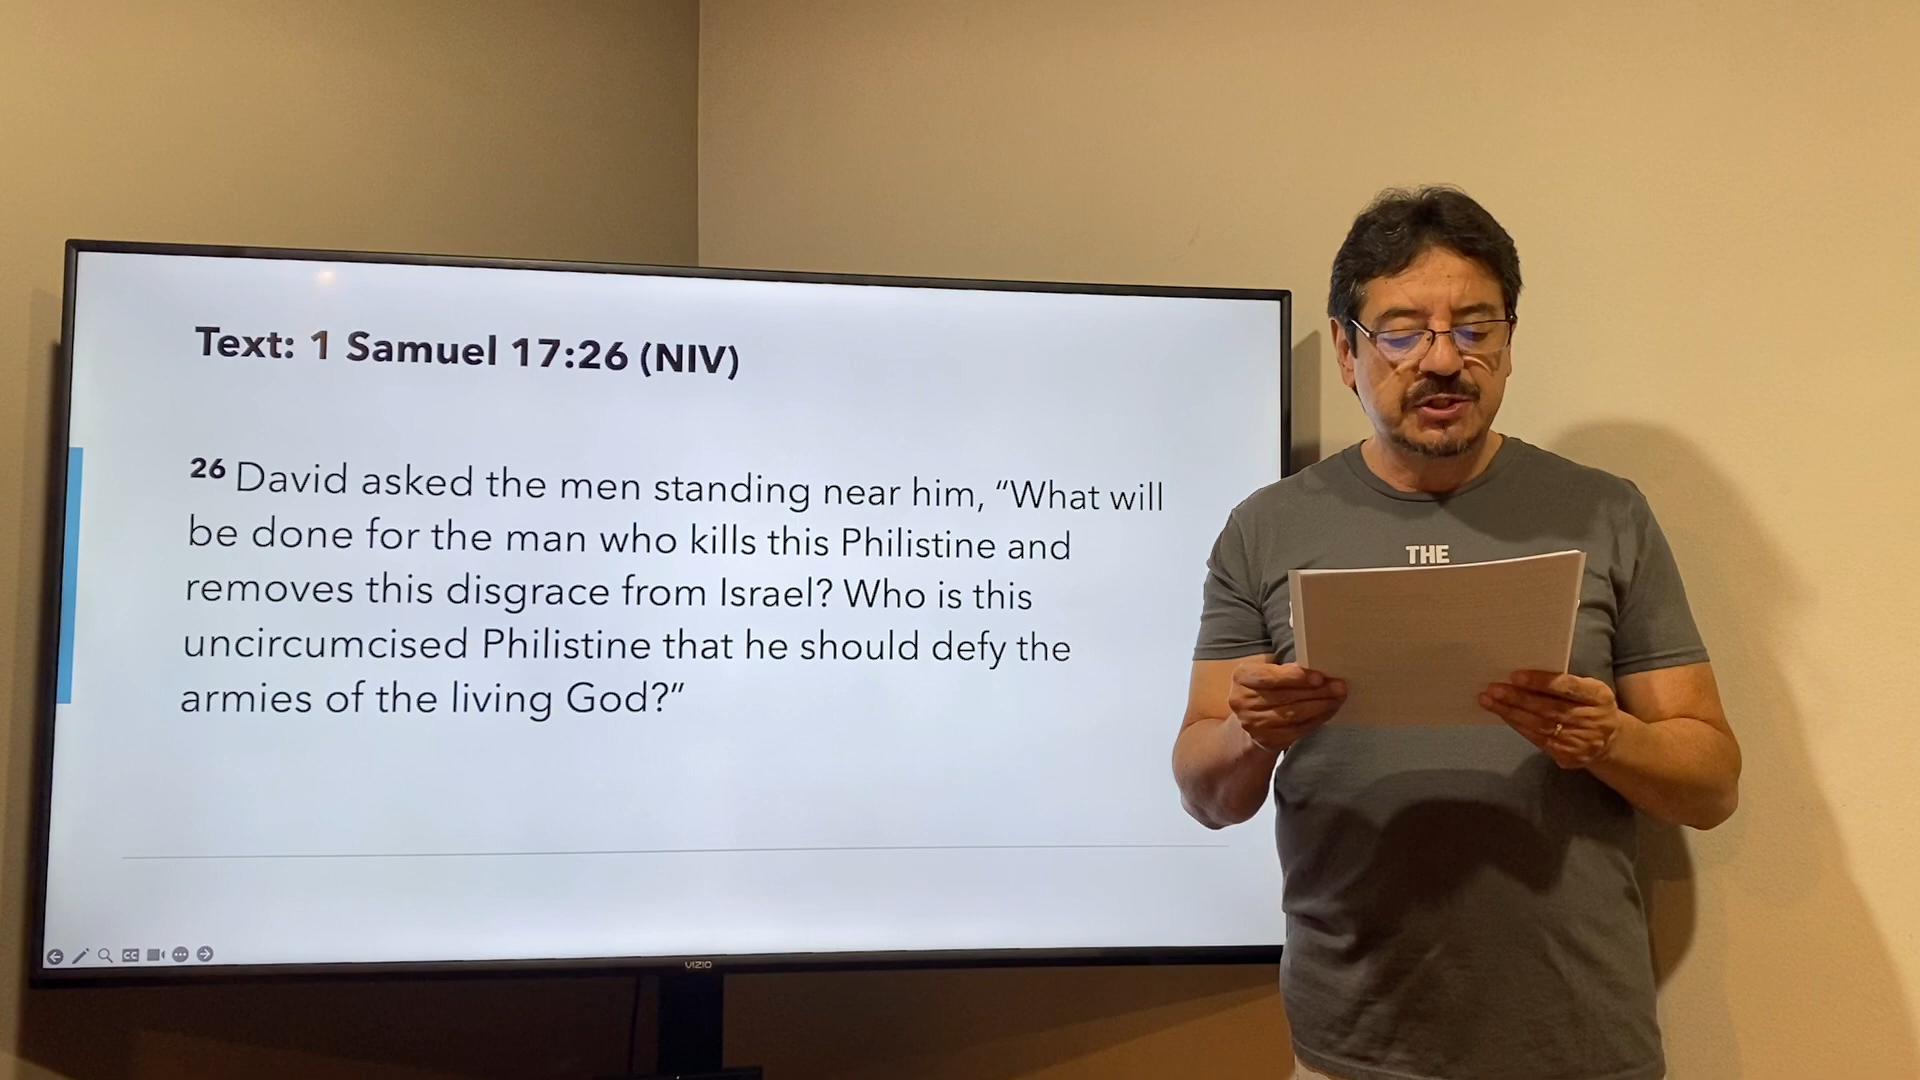 Text: 1 Samuel 17:26 (NIV)
26 David asked the men standing near him, “What will
be done for the man who kills this Philistine and
removes this disgrace from Israel? Who is this
uncircumcised Philistine that he should defy the
armies of the living God?”
CC
VIZIO
THE